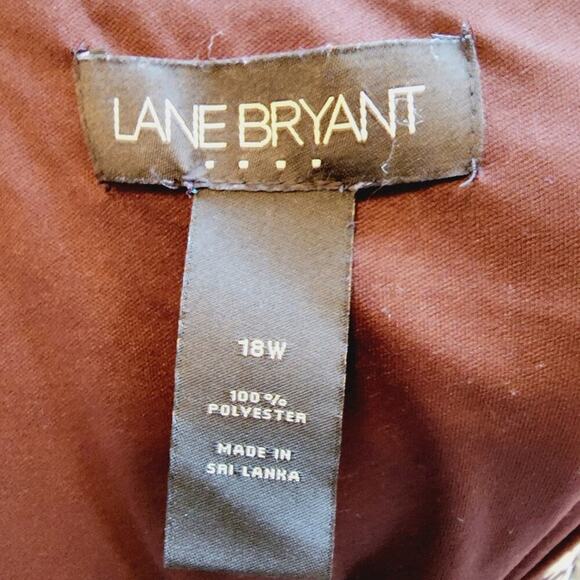 LANE BRYANT
18W
100%
POLYESTER
MADE IN
SRI LANKA